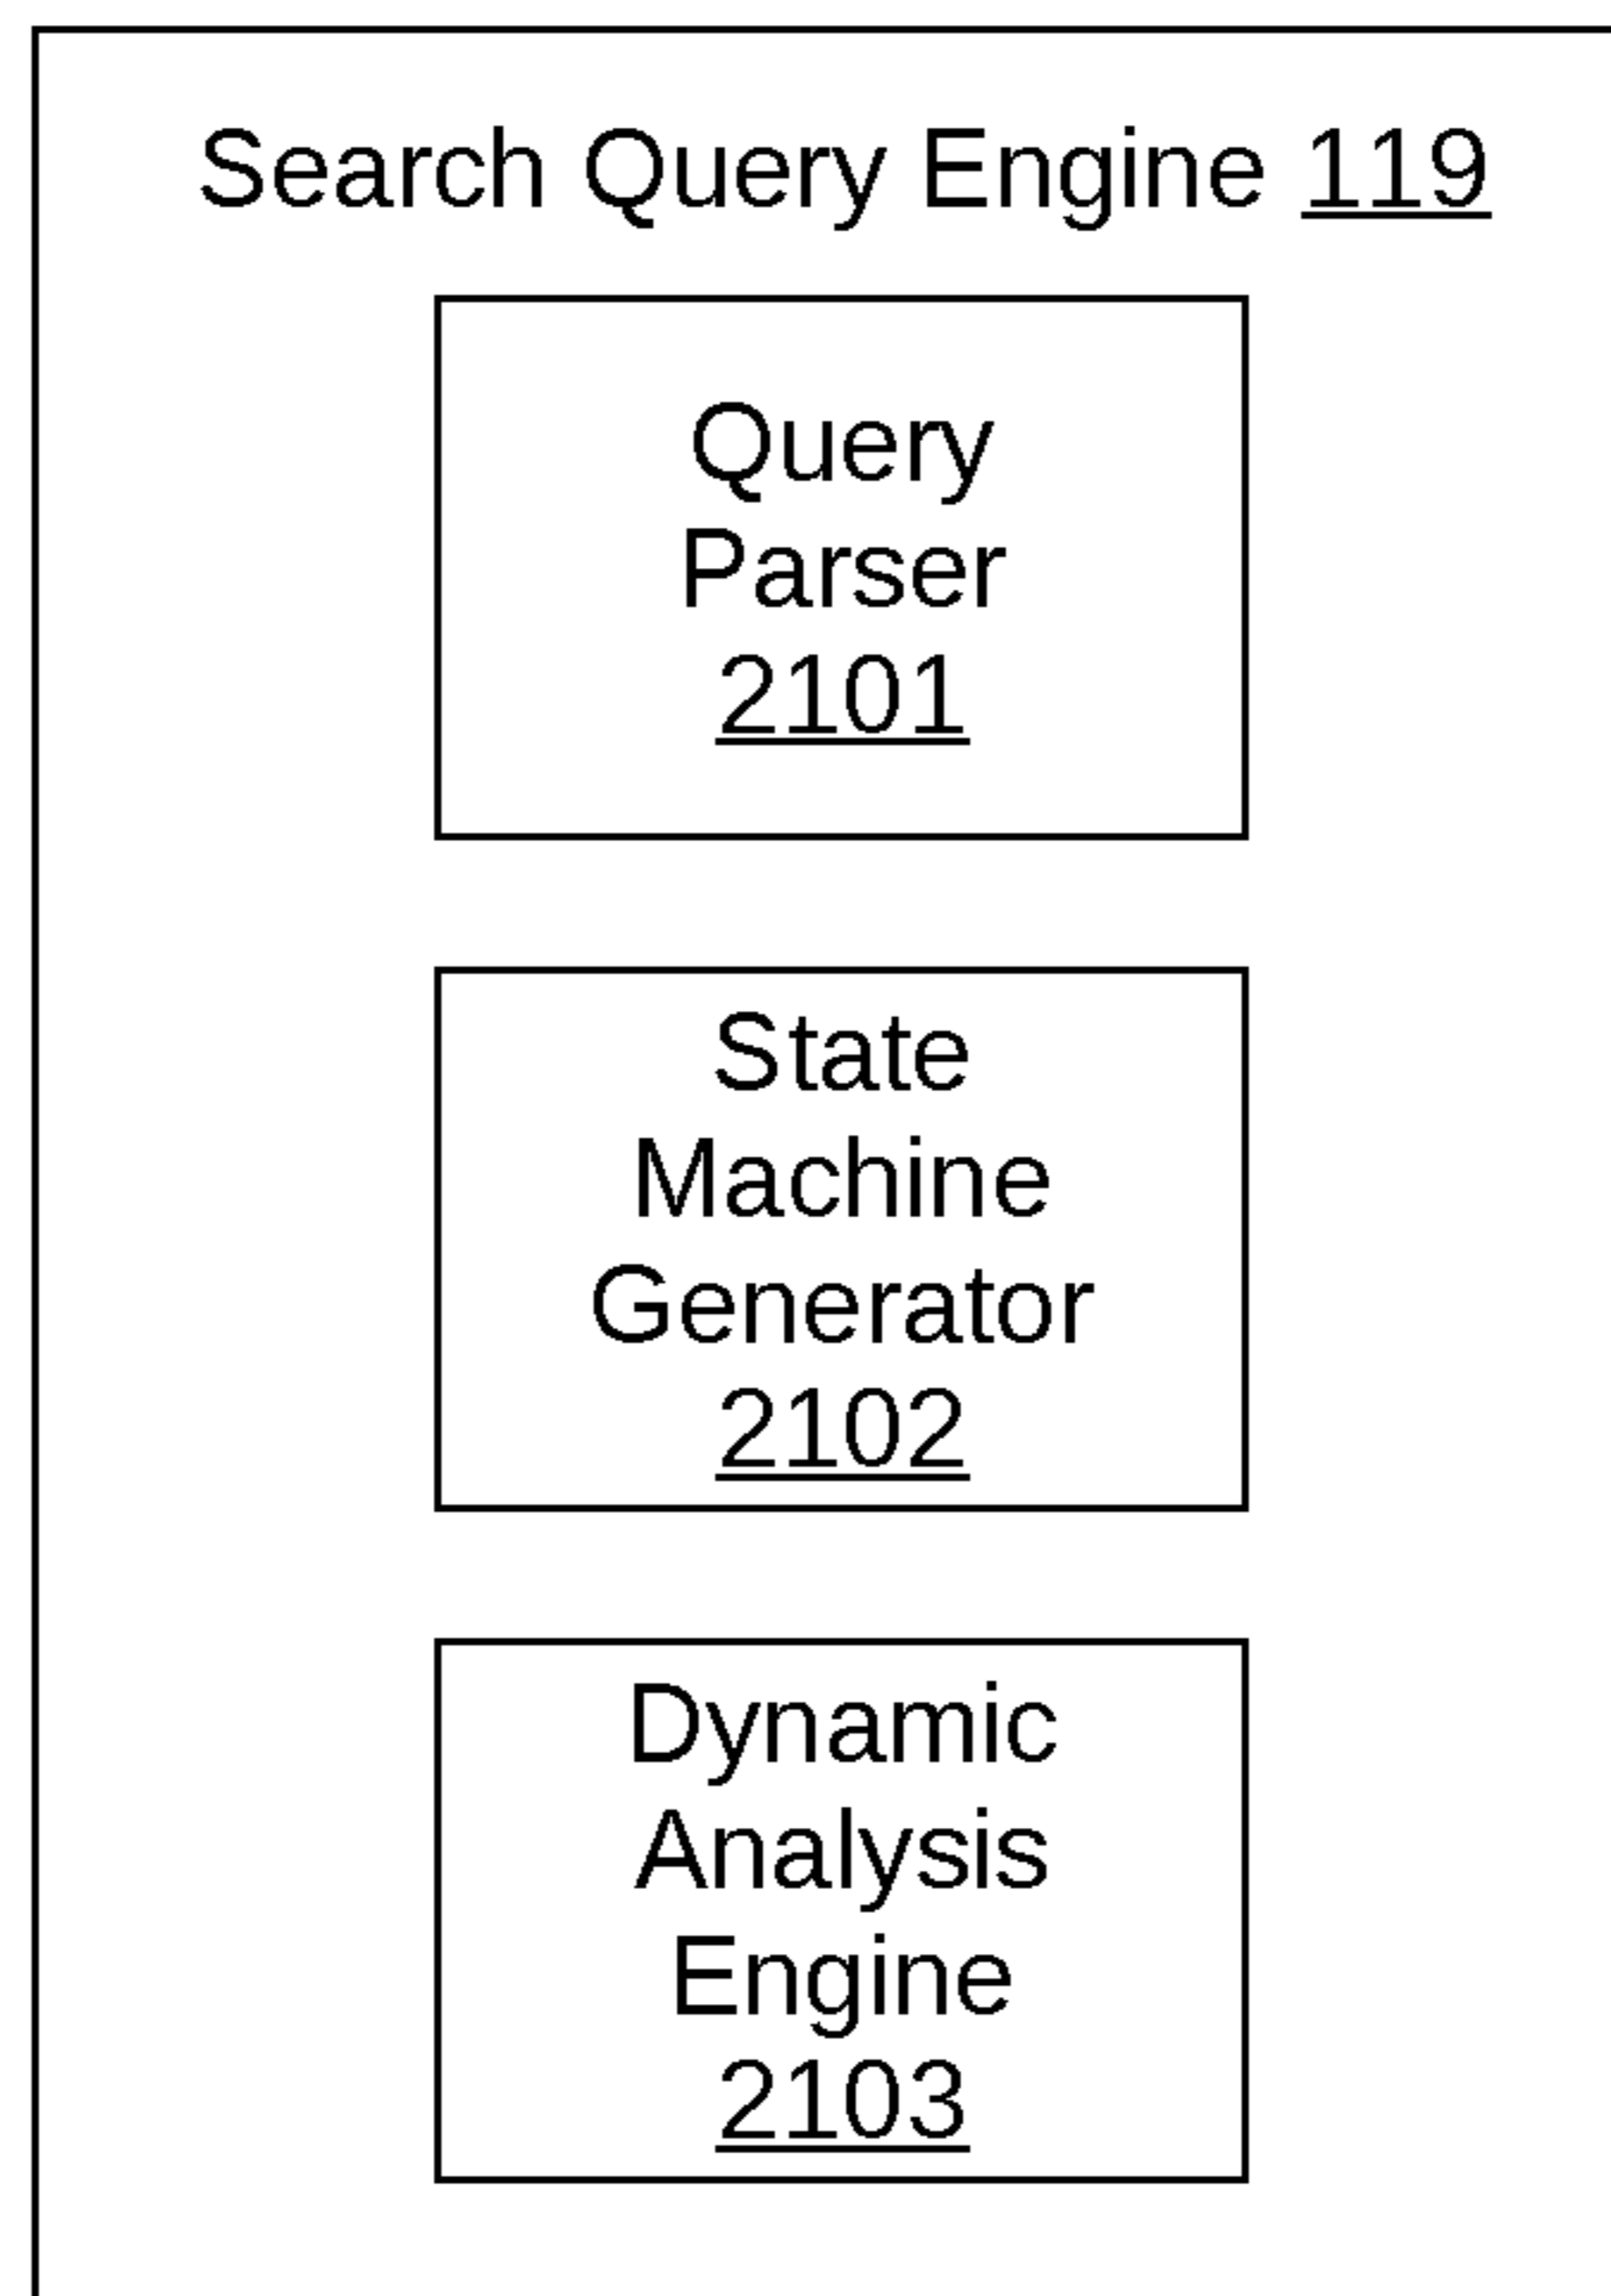 Search Query Engine 119
Query
Parser
2101
State
Machine
Generator
2102
Dynamic
Analysis
Engine
2103